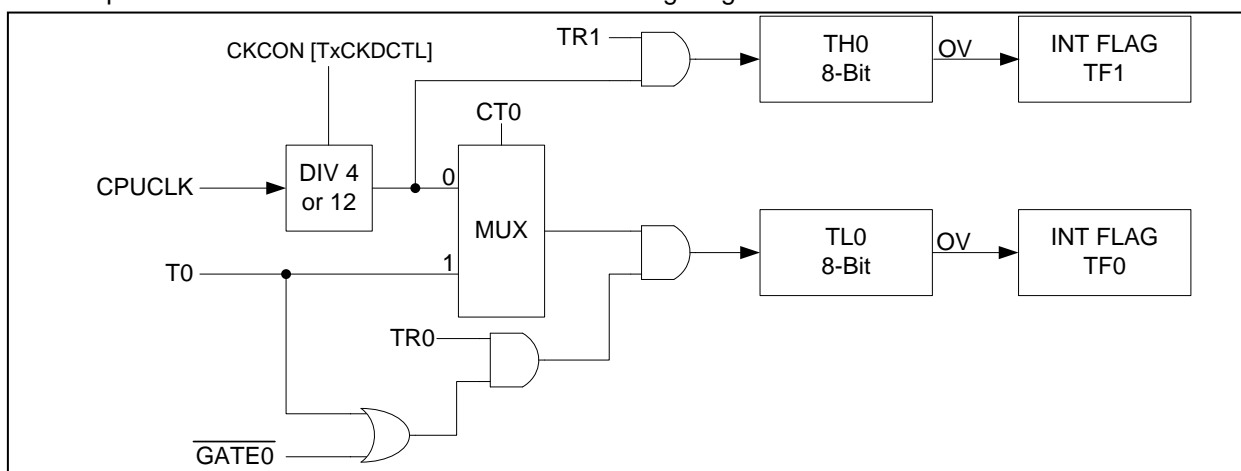 TR1
TH0
8-Bit
OV
INT FLAG
TF1
CKCON [TxCKDCTL]
CT0
CPUCLK
DIV 4
or 12
0
MUX
T0
1
TL0
8-Bit
OV
INT FLAG
TF0
TR0
GATE0